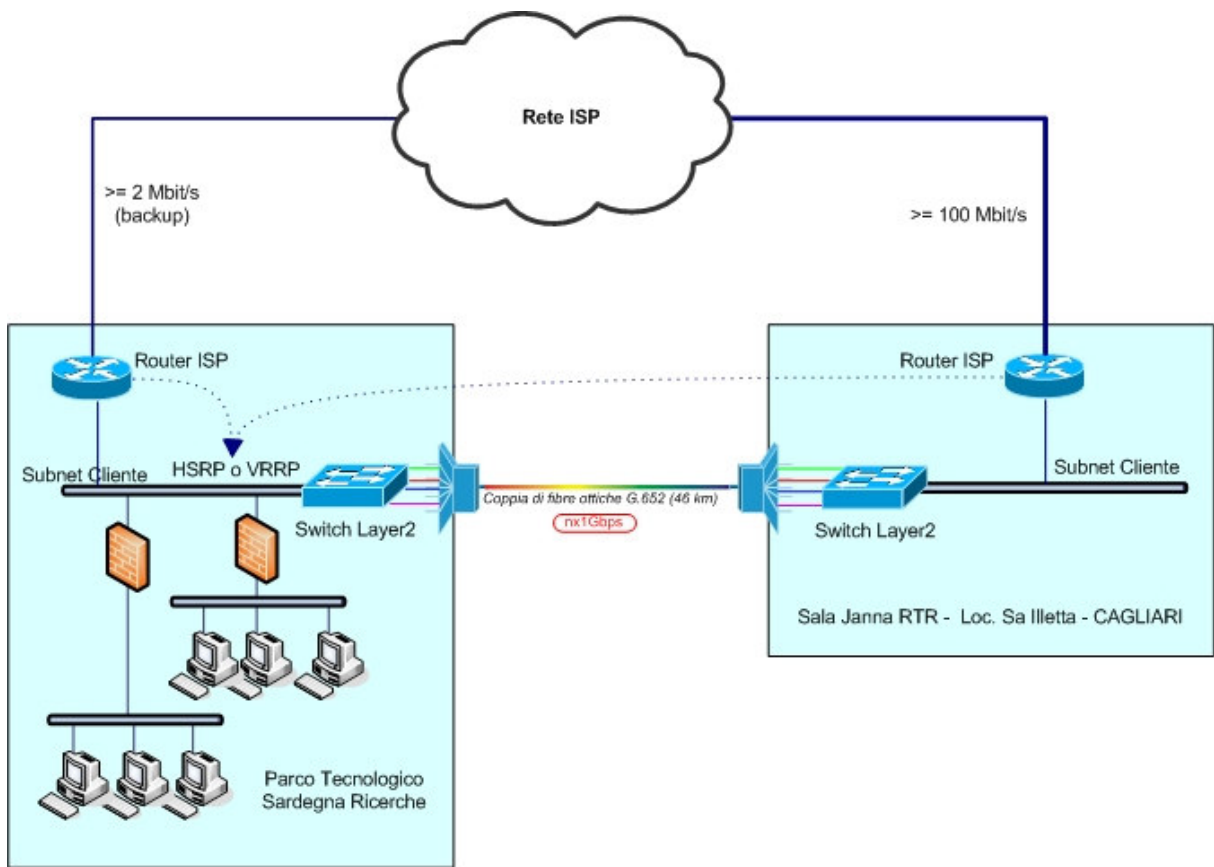 Rete ISP
>= 2 Mbit/s
(backup)
>= 100 Mbit/s
Router ISP
Router ISP
Subnet Cliente
HSRP o VRRP
Subnet Cliente
Coppia di fibre ottiche G.652 (46 km)
nx1Gbps
Switch Layer2
Switch Layer2
Sala Janna RTR - Loc. Sa Illetta - CAGLIARI
Parco Tecnologico
Sardegna Ricerche